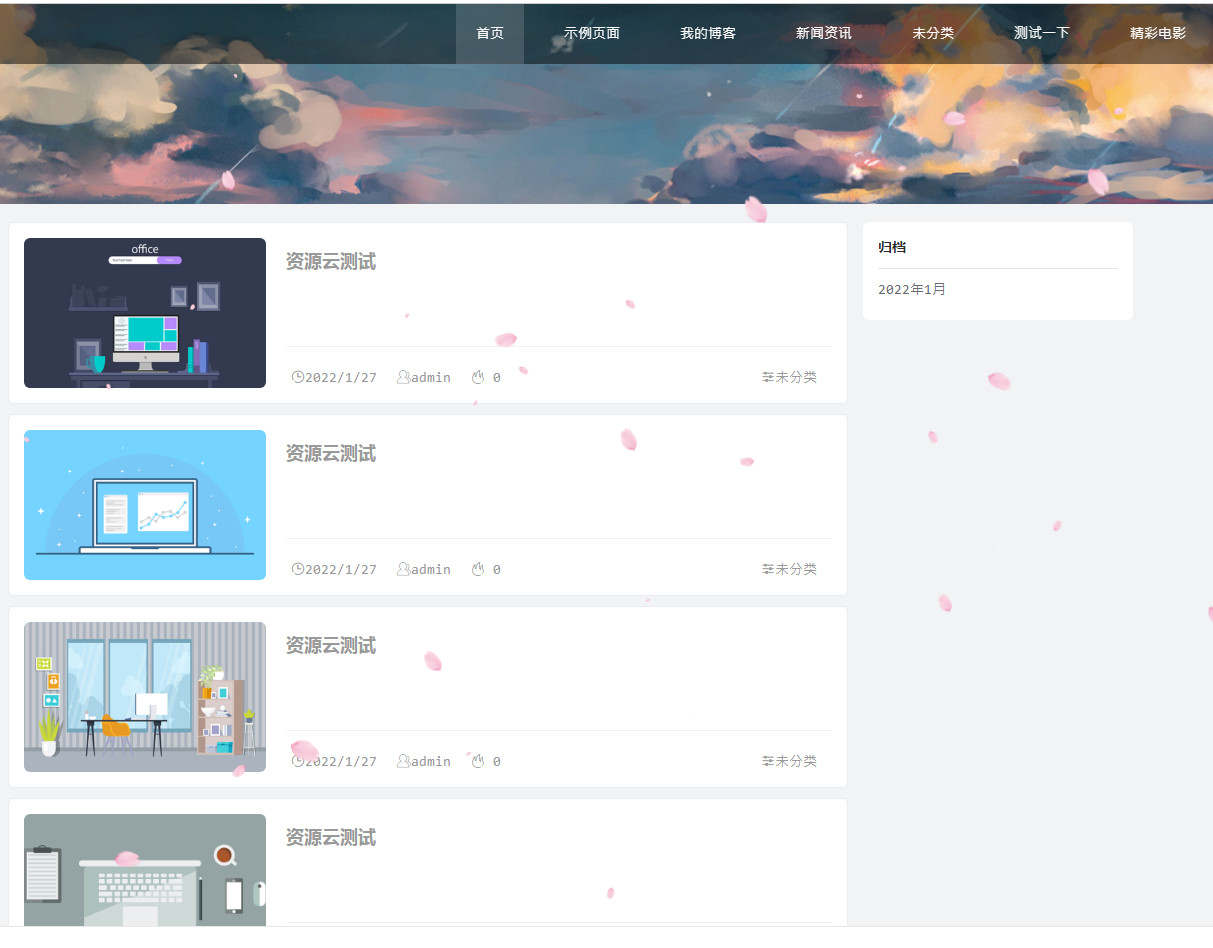 首页 示例页面 我的博客 新闻资讯 未分类 测试一下 精彩电影
office
资源云测试
2022/1/27 admin 0 未分类
资源云测试
2022/1/27 admin 0 未分类
资源云测试
2022/1/27 admin 0 未分类
资源云测试
归档
2022年1月